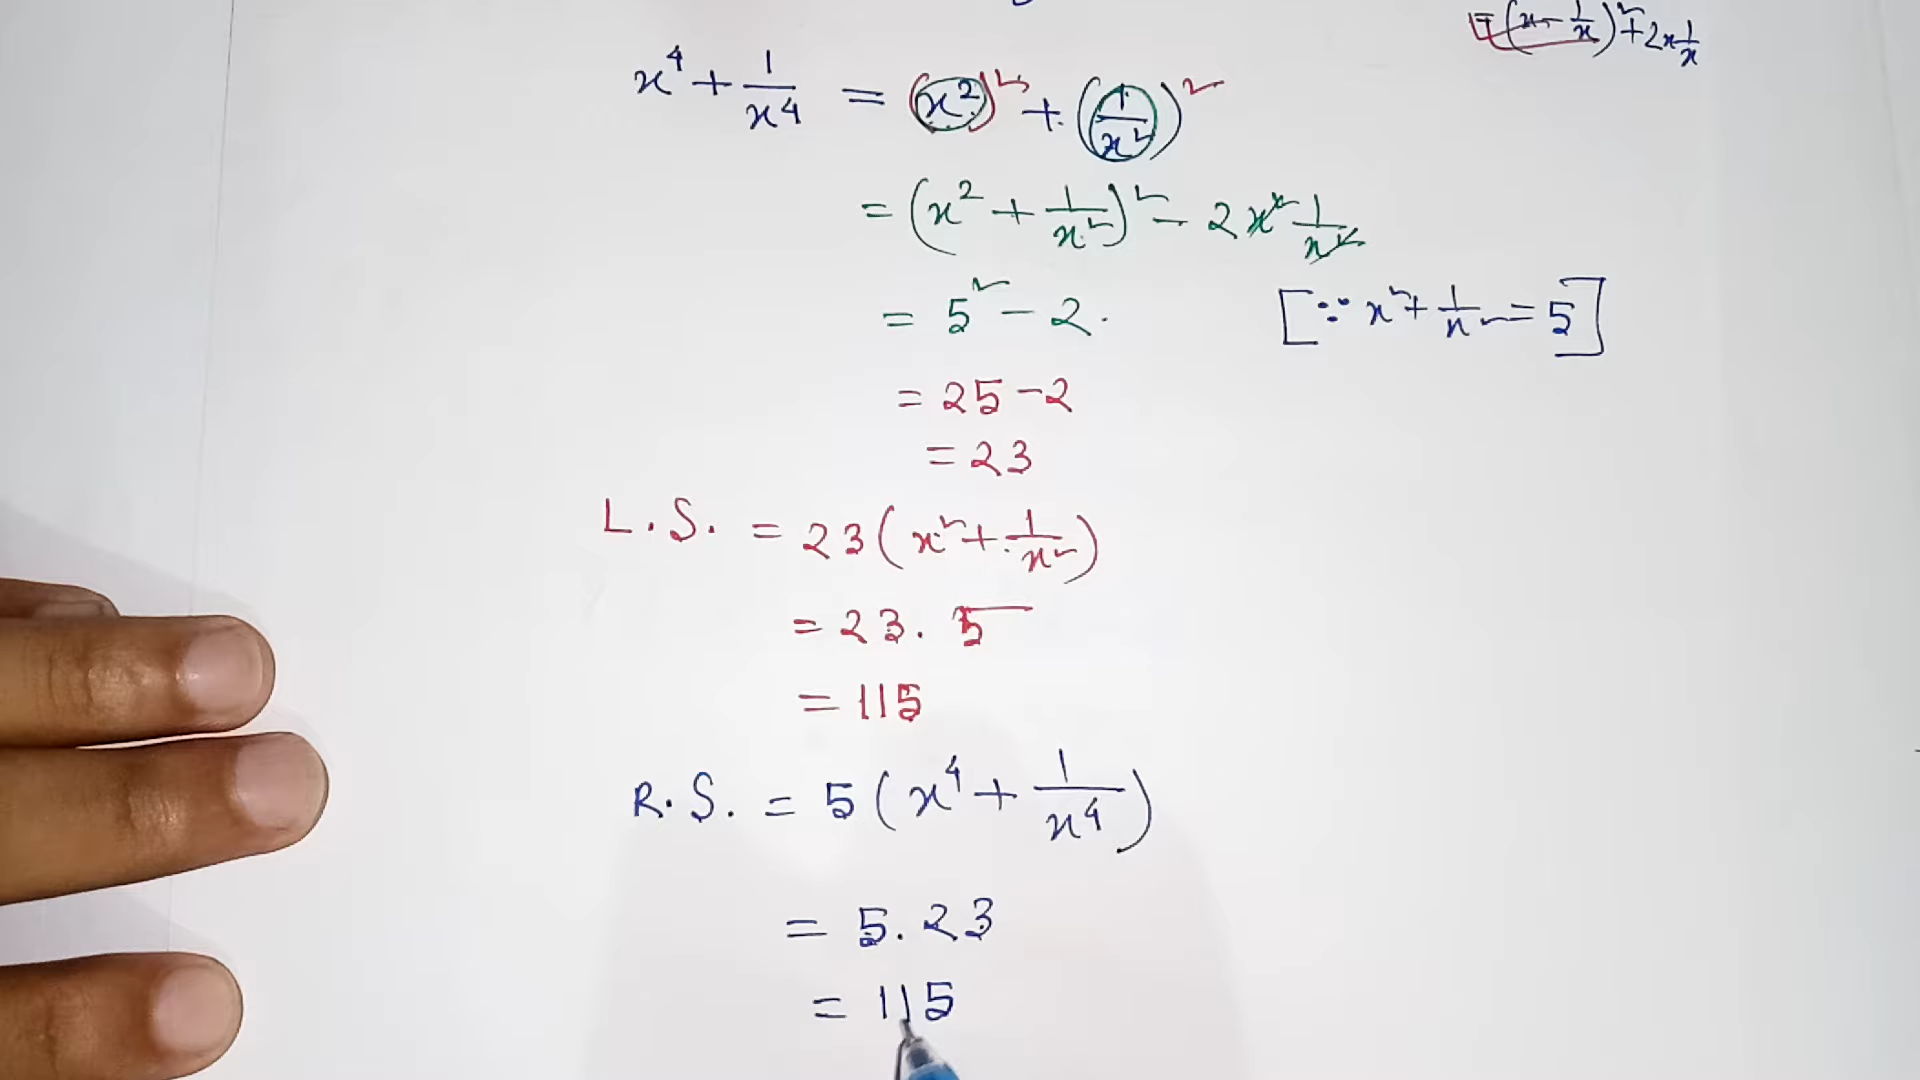 = (x - 1/x)² + 2x 1/x
x⁴ + 1/x⁴ = (x²)² + (1/x²)²
= (x² + 1/x²)² - 2x² 1/x²
= 5² - 2. [∵ x² + 1/x² = 5]
= 25 - 2
= 23
L.S. = 23(x² + 1/x²)
= 23. 5
= 115
R.S. = 5(x⁴ + 1/x⁴)
= 5.23
= 115